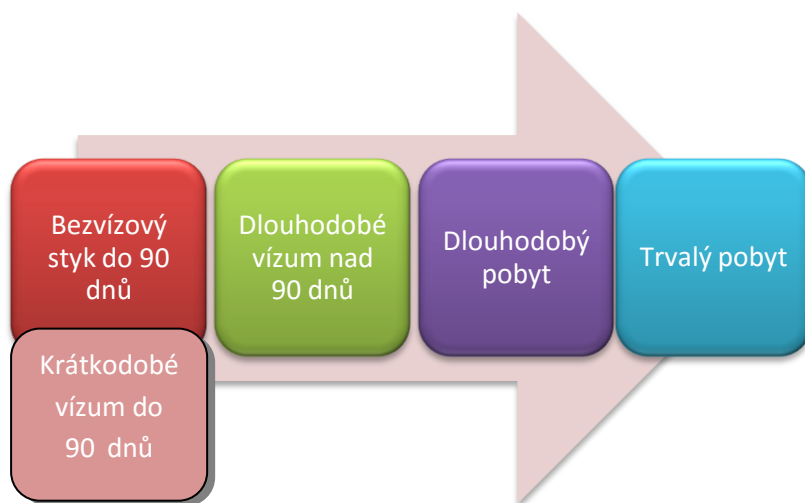 Bezvízový
styk do 90
dnů
Krátkodobé
vízum do
90 dnů
Dlouhodobé
vízum nad
90 dnů
Dlouhodobý
pobyt
Trvalý pobyt